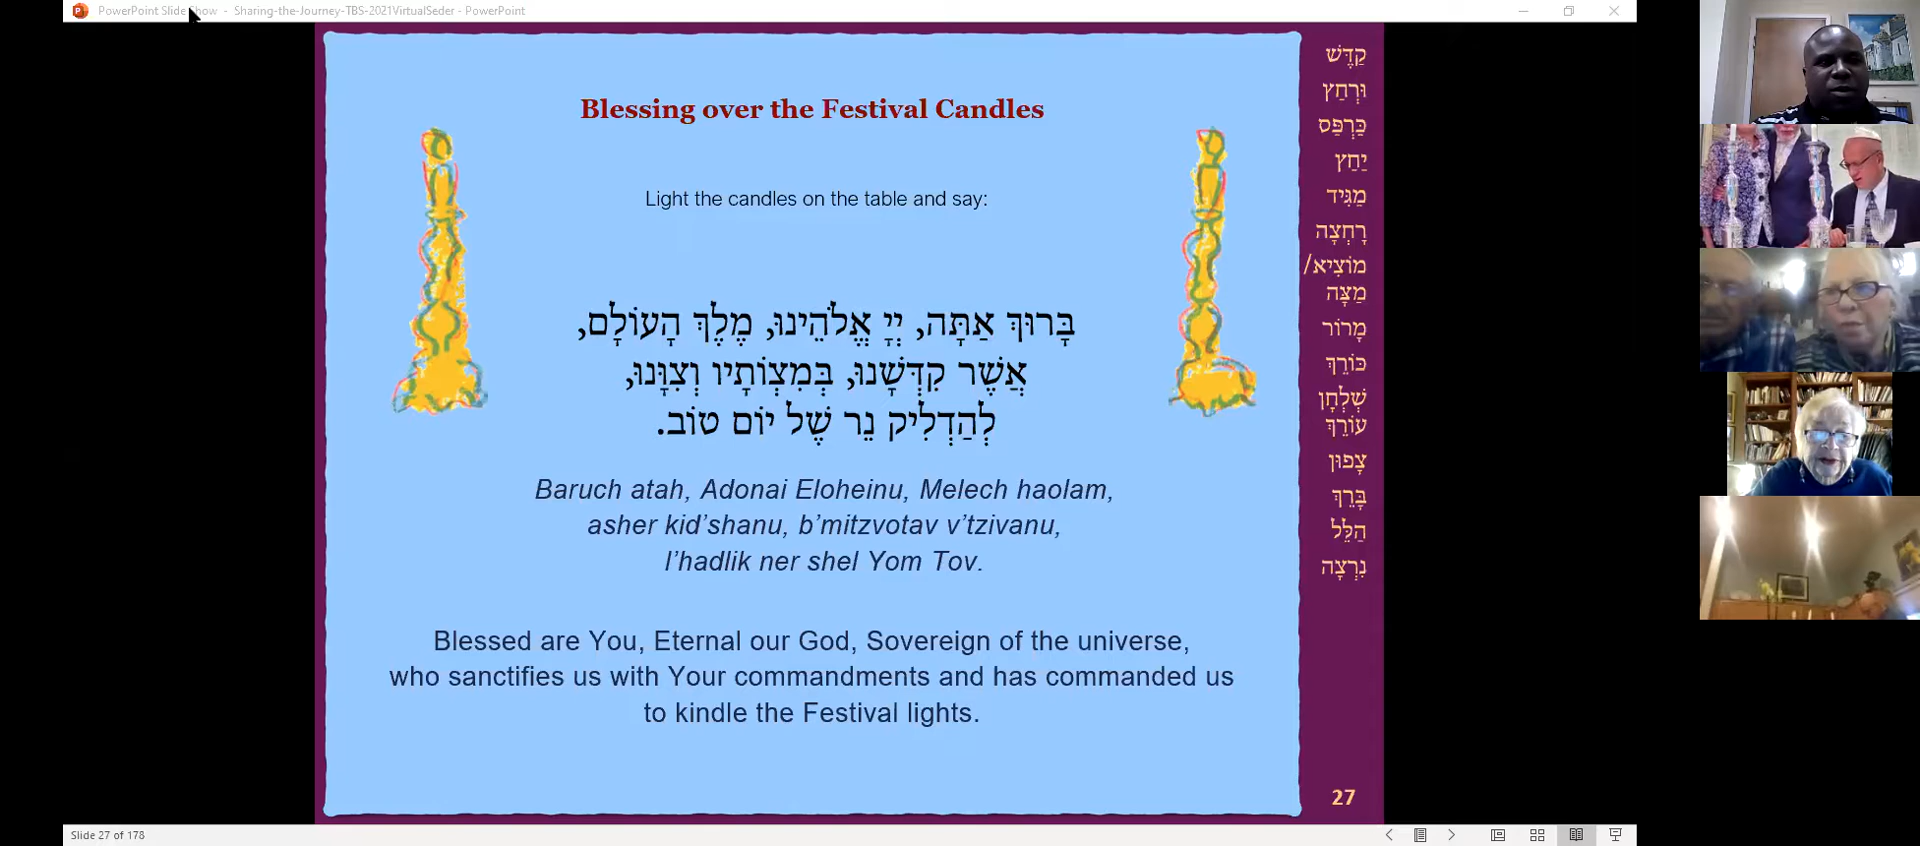 PowerPoint Slide Show - Sharing-the-Journey-TBS-2021VirtualSeder - PowerPoint
Blessing over the Festival Candles
Light the candles on the table and say:
בָּרוּךְ אַתָּה, יְיָ אֱלֹהֵינוּ, מֶלֶךְ הָעוֹלָם,
אֲשֶׁר קִדְּשָׁנוּ, בְּמִצְוֹתָיו וְצִוָּנוּ,
לְהַדְלִיק נֵר שֶׁל יוֹם טוֹב.
Baruch atah, Adonai Eloheinu, Melech haolam,
asher kid’shanu, b’mitzvotav v’tzivanu,
l’hadlik ner shel Yom Tov.
Blessed are You, Eternal our God, Sovereign of the universe,
who sanctifies us with Your commandments and has commanded us
to kindle the Festival lights.
קַדֵּשׁ
וּרְחַץ
כַּרְפַּס
יַחַץ
מַגִּיד
רָחְצָה
מוֹצִיא/
מַצָּה
מָרוֹר
כּוֹרֵךְ
שֻׁלְחָן
עוֹרֵךְ
צָפוּן
בָּרֵךְ
הַלֵּל
נִרְצָה
27
Slide 27 of 178